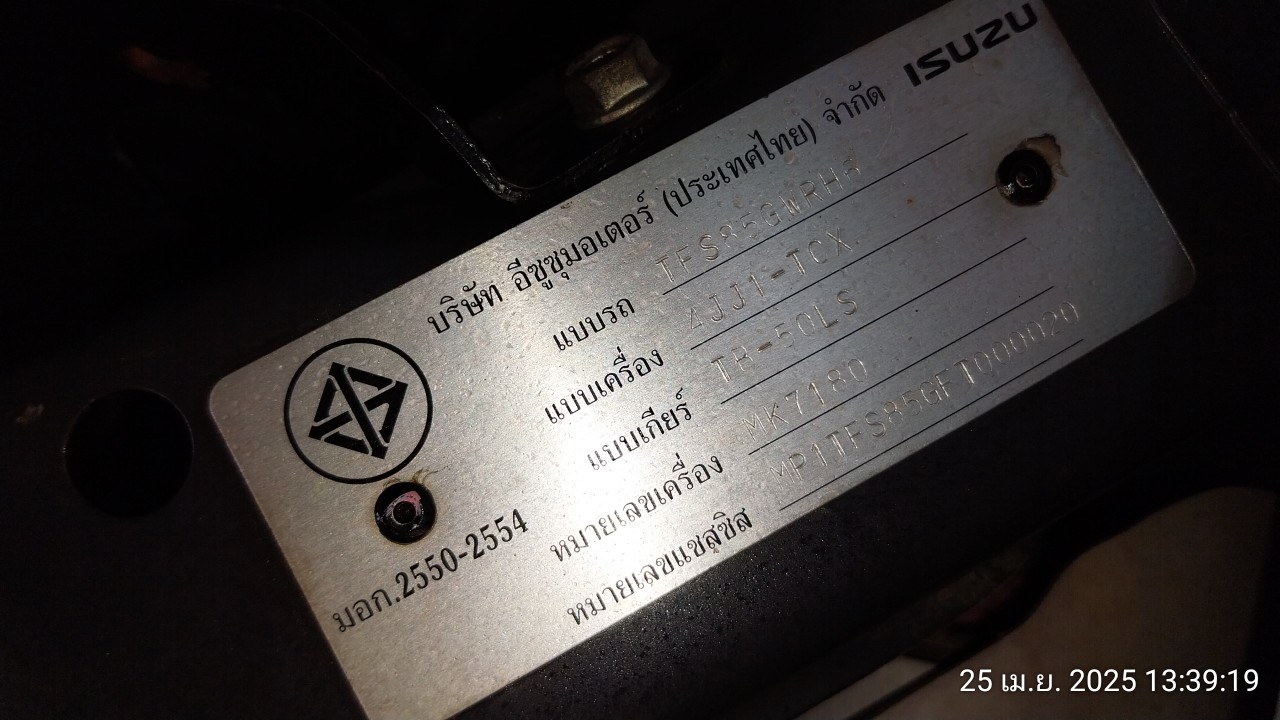 ISUZU
บริษัท อีซูซุมอเตอร์ (ประเทศไทย) จำกัด
แบบรถ TFS85GWRH6
แบบเครื่อง 4JJ1-TCX
แบบเกียร์ TB-50LS
หมายเลขเครื่อง MK7180
หมายเลขแชสซิส MP1TFS85GFT000020
มอก.2550-2554
25 เม.ย. 2025 13:39:19